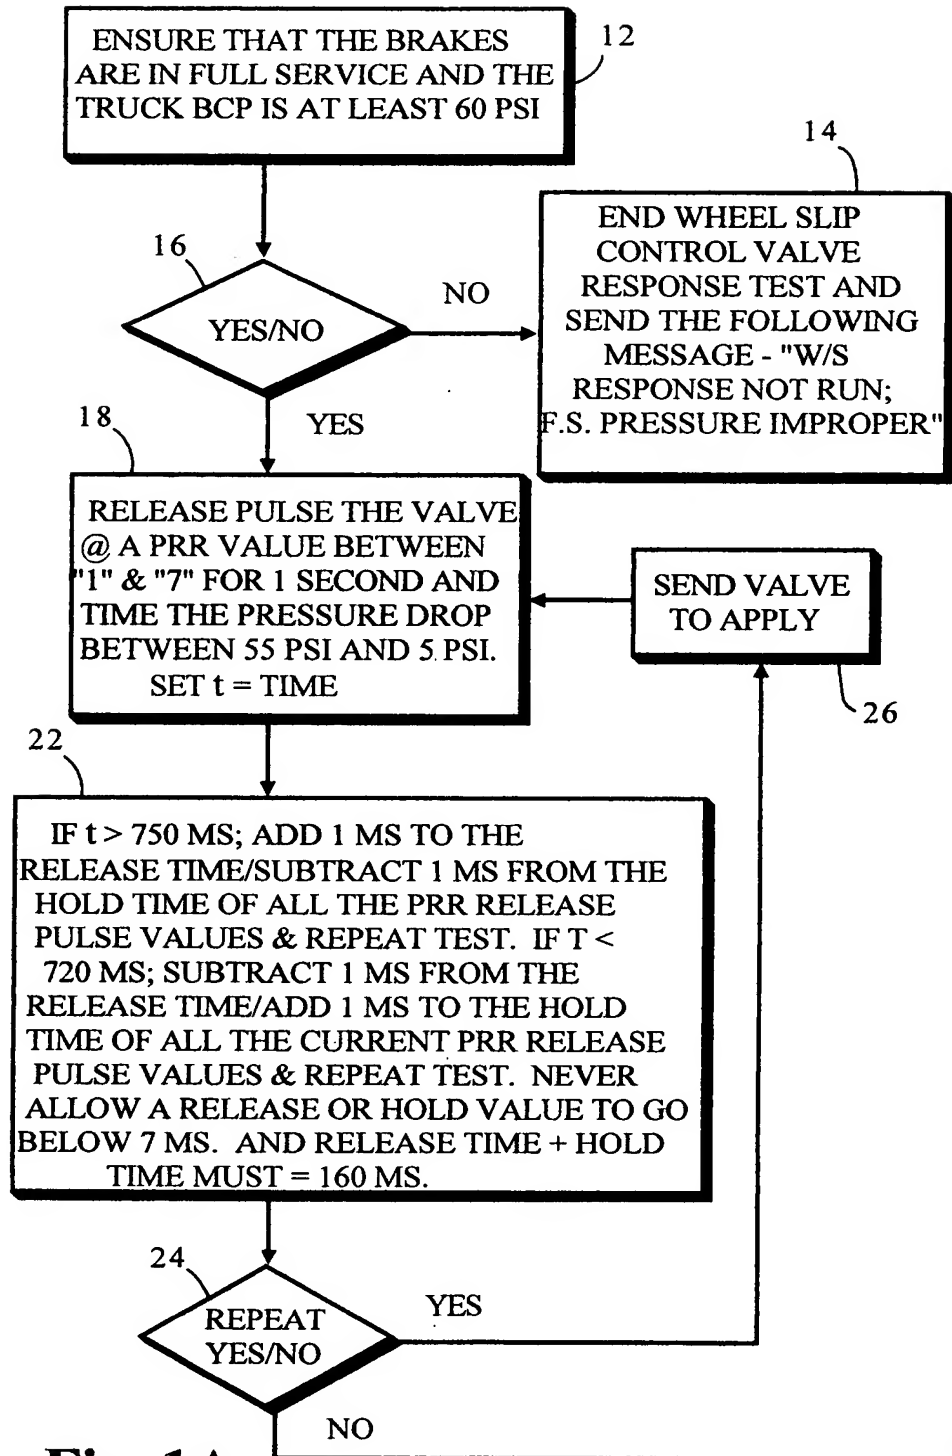 ENSURE THAT THE BRAKES
ARE IN FULL SERVICE AND THE
TRUCK BCP IS AT LEAST 60 PSI
12
14
END WHEEL SLIP
CONTROL VALVE
RESPONSE TEST AND
SEND THE FOLLOWING
MESSAGE - "W/S
RESPONSE NOT RUN;
F.S. PRESSURE IMPROPER"
16
YES/NO
NO
YES
18
RELEASE PULSE THE VALVE
@ A PRR VALUE BETWEEN
"1" & "7" FOR 1 SECOND AND
TIME THE PRESSURE DROP
BETWEEN 55 PSI AND 5 PSI.
SET t = TIME
SEND VALVE
TO APPLY
26
22
IF t > 750 MS; ADD 1 MS TO THE
RELEASE TIME/SUBTRACT 1 MS FROM THE
HOLD TIME OF ALL THE PRR RELEASE
PULSE VALUES & REPEAT TEST. IF T <
720 MS; SUBTRACT 1 MS FROM THE
RELEASE TIME/ADD 1 MS TO THE HOLD
TIME OF ALL THE CURRENT PRR RELEASE
PULSE VALUES & REPEAT TEST. NEVER
ALLOW A RELEASE OR HOLD VALUE TO GO
BELOW 7 MS. AND RELEASE TIME + HOLD
TIME MUST = 160 MS.
24
REPEAT
YES/NO
YES
NO